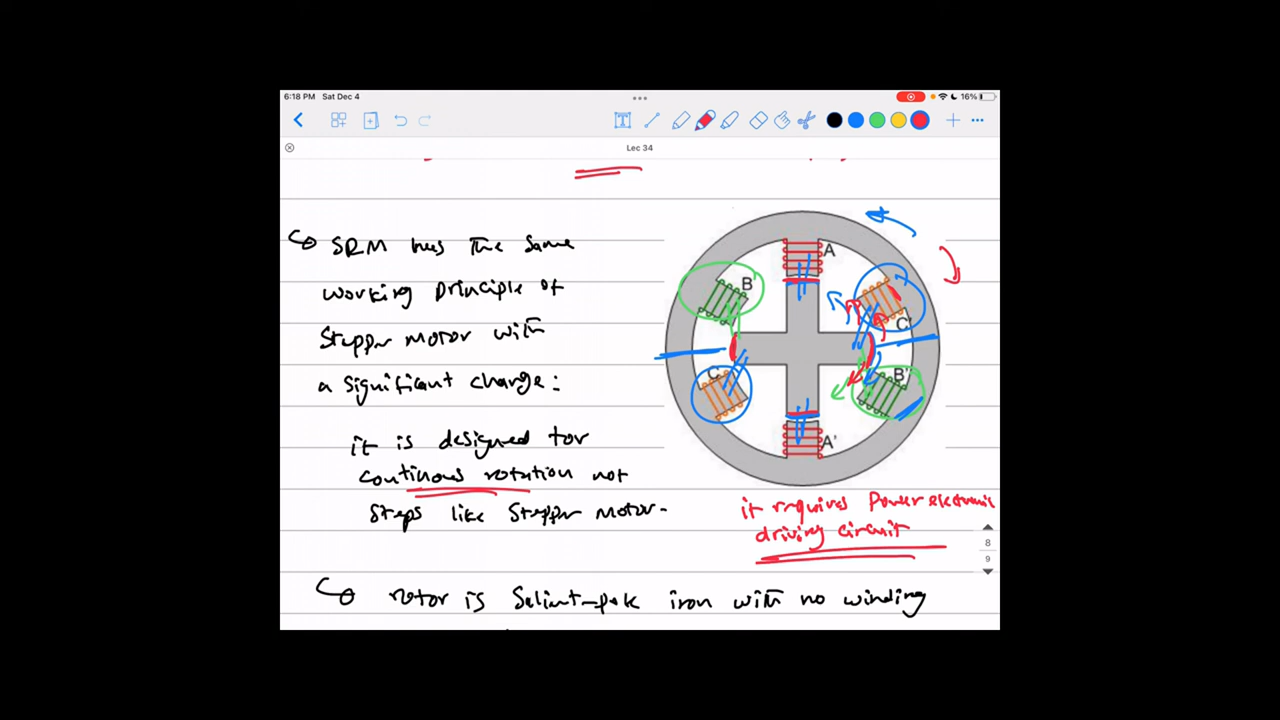 6:18 PM Sat Dec 4
16%
Lec 34
SRM has the same
working principle of
Stepper motor with
a significant change:
it is designed for
continuous rotation not
steps like Stepper motor.
A
B
C'
C
B'
A'
it requires Power electronic
driving circuit
8
9
rotor is Salint-pole iron with no winding